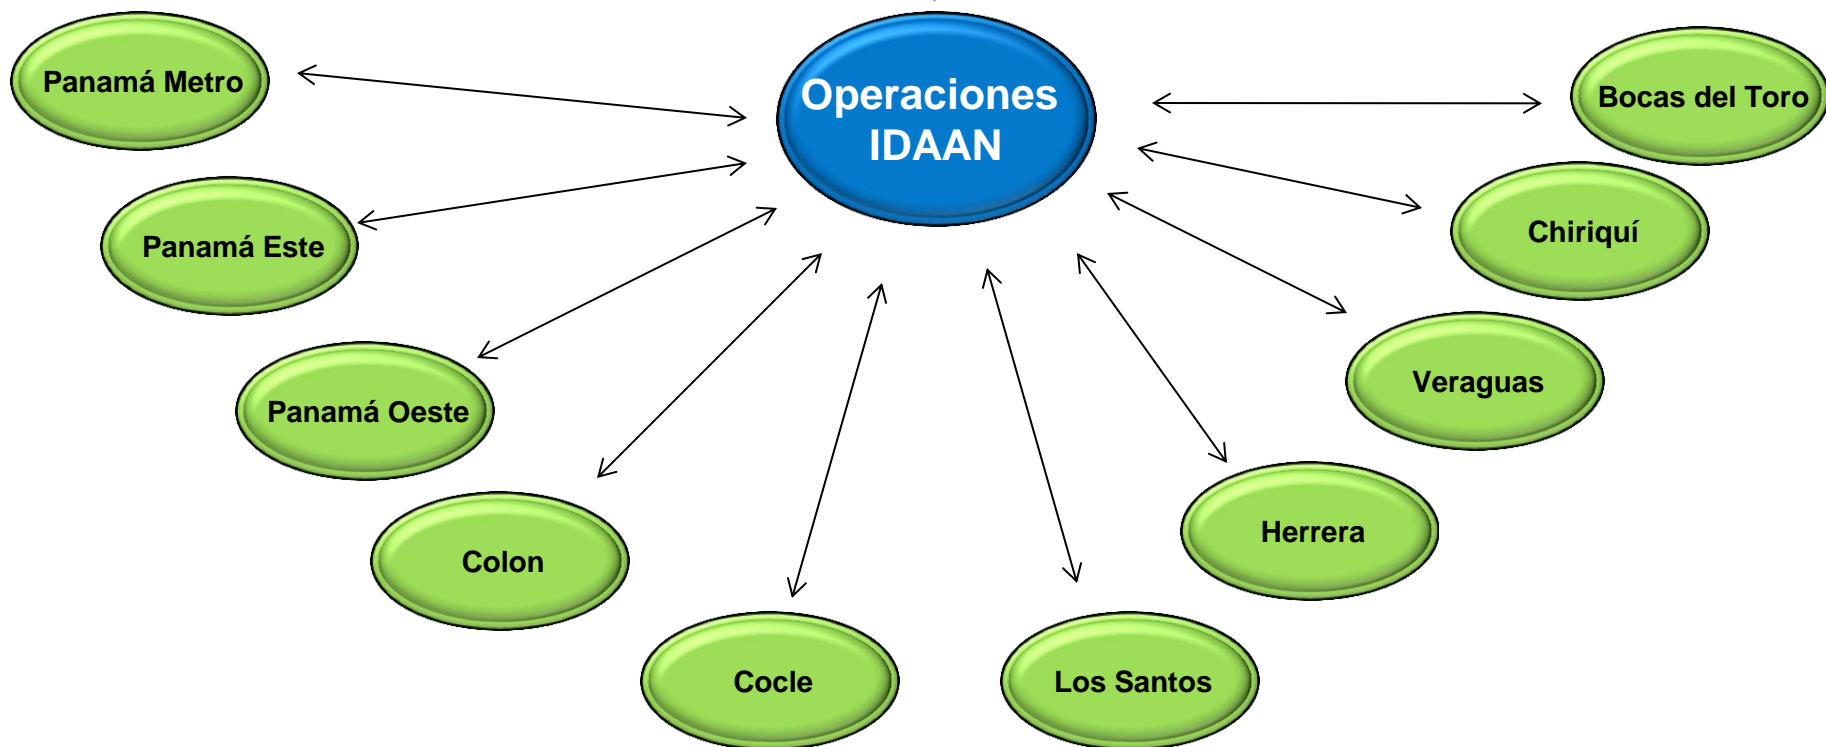 Operaciones
IDAAN
Panamá Metro
Panamá Este
Panamá Oeste
Colon
Cocle
Los Santos
Herrera
Veraguas
Chiriquí
Bocas del Toro